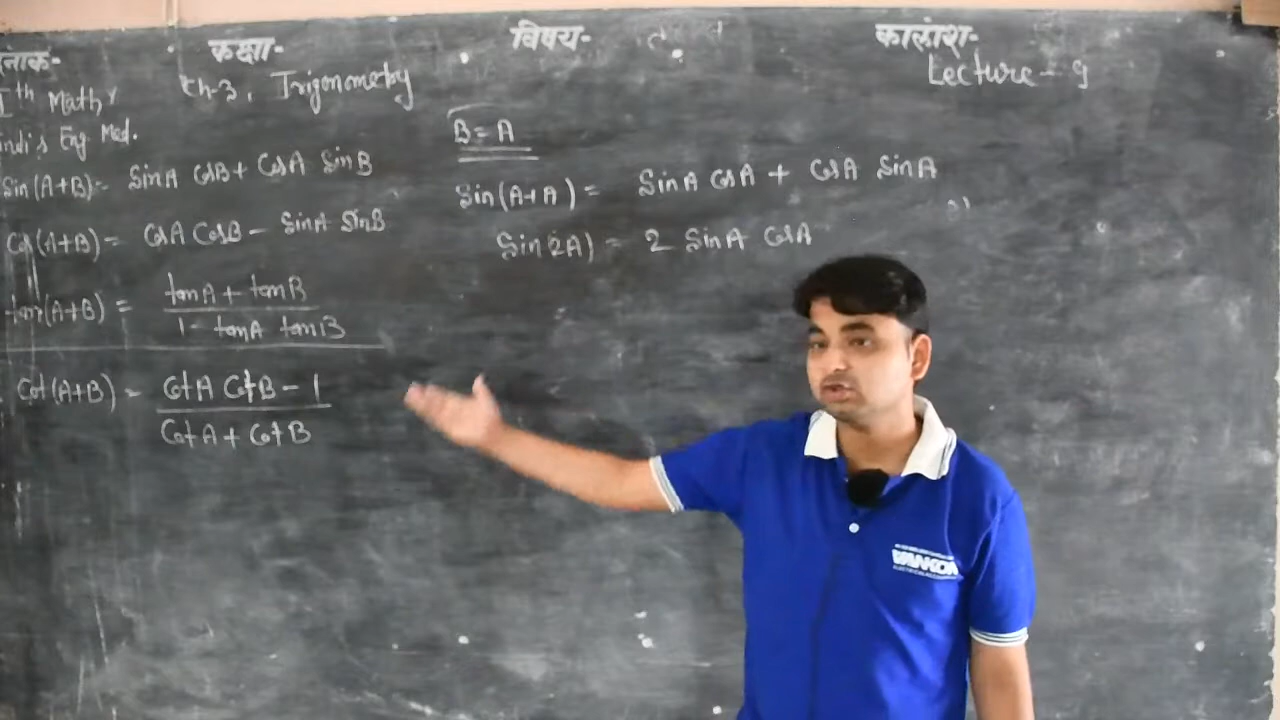 नाक-
कक्षा-
विषय-
कालांश-
th Math
Ch-3, Trigonometry
Lecture - 9
Eng Med.
Sin(A+B)= SinA CosB + CosA SinB
Cos(A+B)= CosA CosB - SinA SinB
tan(A+B) = tanA + tanB
1 - tanA tanB
Cot(A+B) = CotA CotB - 1
CotA + CotB
B = A
Sin(A+A) = SinA CosA + CosA SinA
Sin(2A) = 2 SinA CosA